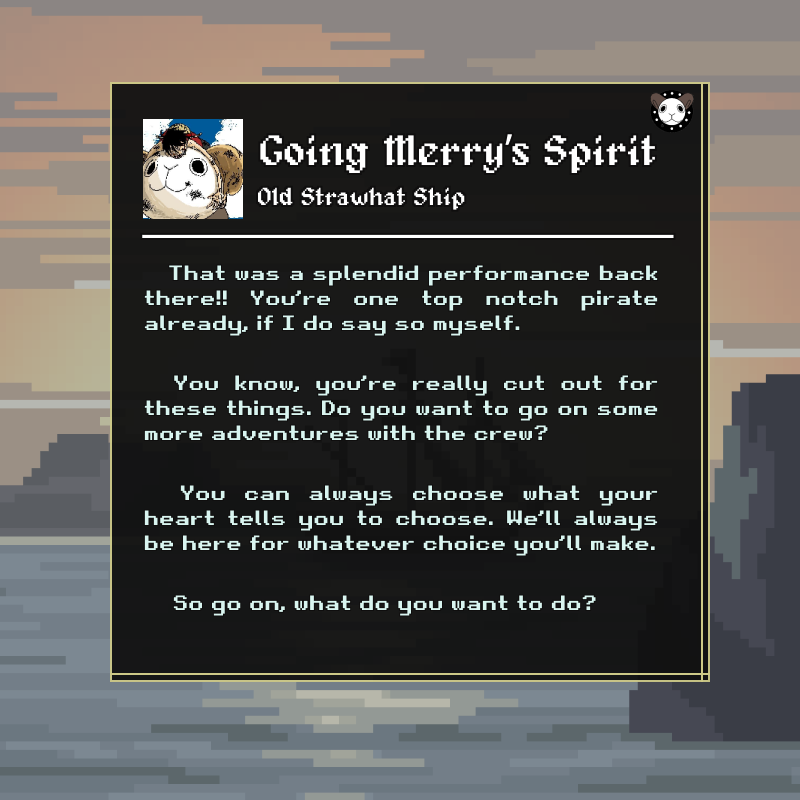 Going Merry's Spirit
Old Strawhat Ship
That was a splendid performance back
there!! You're one top notch pirate
already, if I do say so myself.
You know, you're really cut out for
these things. Do you want to go on some
more adventures with the crew?
You can always choose what your
heart tells you to choose. We'll always
be here for whatever choice you'll make.
So go on, what do you want to do?